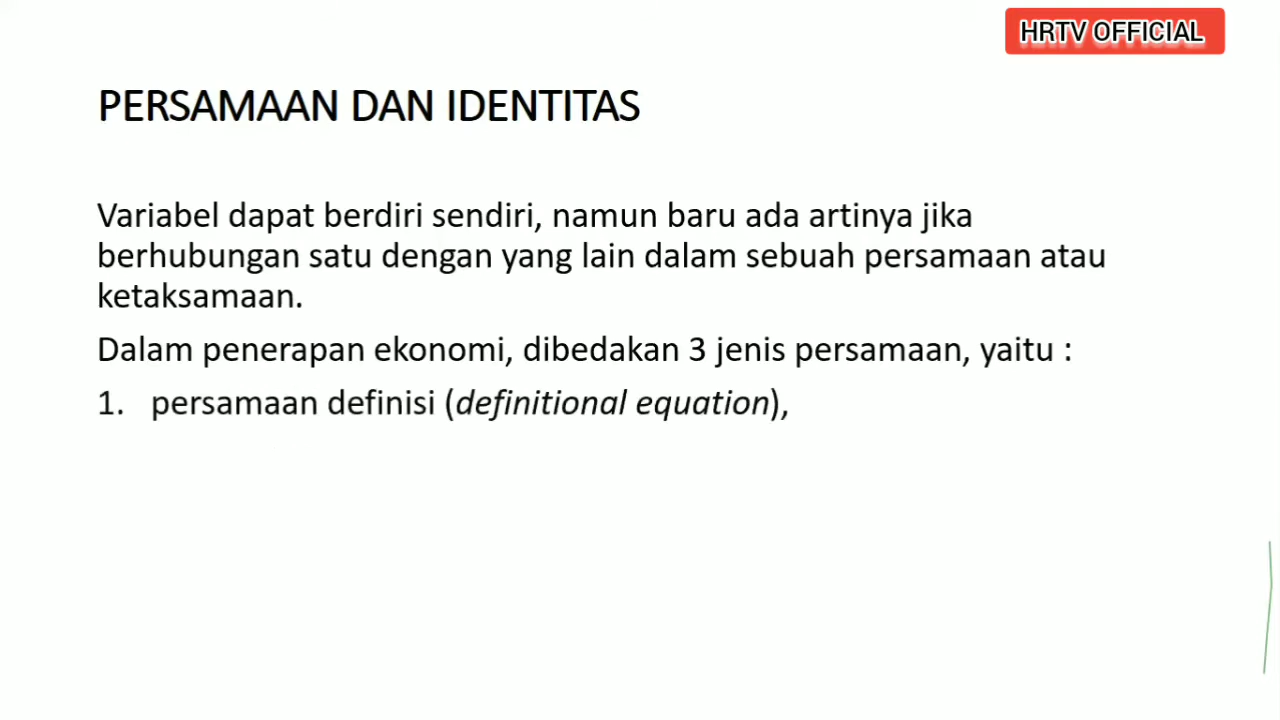 HRTV OFFICIAL
PERSAMAAN DAN IDENTITAS
Variabel dapat berdiri sendiri, namun baru ada artinya jika
berhubungan satu dengan yang lain dalam sebuah persamaan atau
ketaksamaan.
Dalam penerapan ekonomi, dibedakan 3 jenis persamaan, yaitu :
1. persamaan definisi (definitional equation),